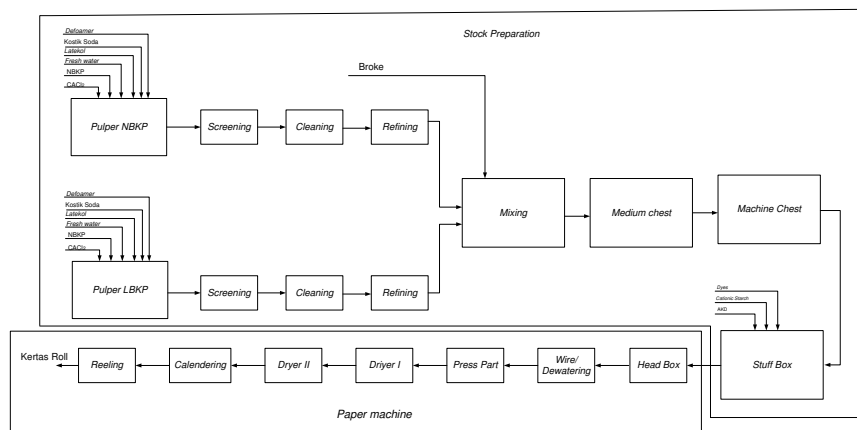 Stock Preparation
Defoamer
Kostik Soda
Latekol
Fresh water
NBKP
CACl2
Pulper NBKP
Screening
Cleaning
Refining
Broke
Defoamer
Kostik Soda
Latekol
Fresh water
NBKP
CACl2
Pulper LBKP
Screening
Cleaning
Refining
Mixing
Medium chest
Machine Chest
Dyes
Cationic Starch
AKD
Stuff Box
Head Box
Wire/
Dewatering
Press Part
Driyer I
Dryer II
Calendering
Reeling
Kertas Roll
Paper machine